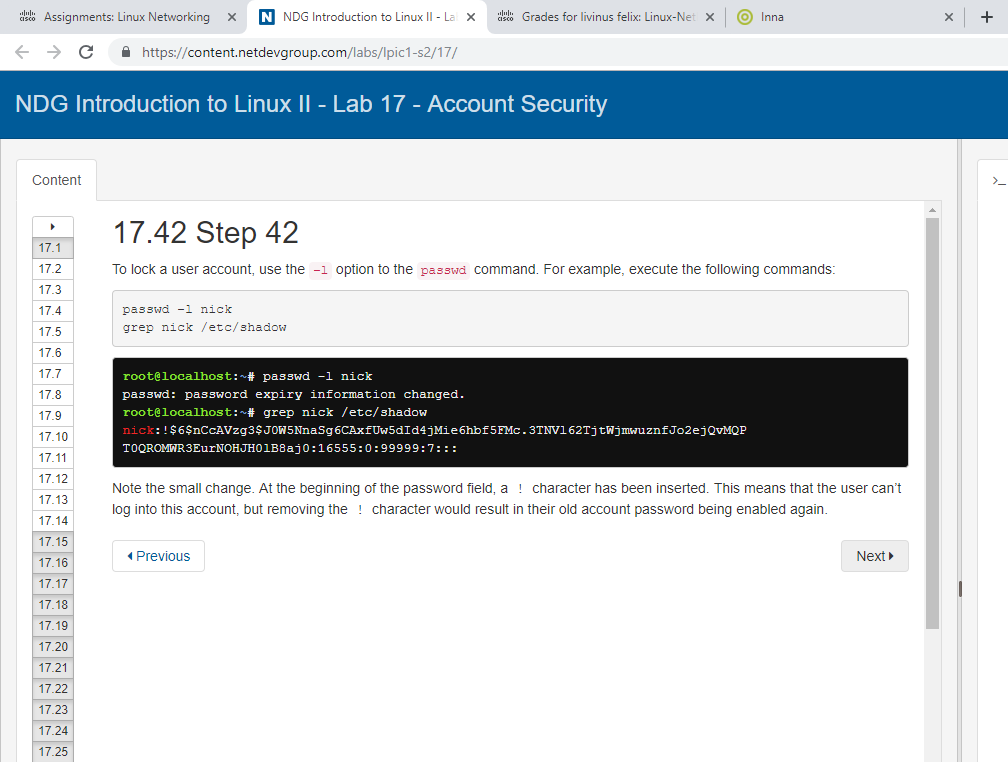 Assignments: Linux Networking
NDG Introduction to Linux II - La
Grades for livinus felix: Linux-Net
Inna
https://content.netdevgroup.com/labs/lpic1-s2/17/
NDG Introduction to Linux II - Lab 17 - Account Security
Content
>_
17.1
17.2
17.3
17.4
17.5
17.6
17.7
17.8
17.9
17.10
17.11
17.12
17.13
17.14
17.15
17.16
17.17
17.18
17.19
17.20
17.21
17.22
17.23
17.24
17.25
17.42 Step 42
To lock a user account, use the -l option to the passwd command. For example, execute the following commands:
passwd -l nick
grep nick /etc/shadow
root@localhost:~# passwd -l nick
passwd: password expiry information changed.
root@localhost:~# grep nick /etc/shadow
nick:!$6$nCcAVzg3$J0W5NnaSg6CAxfUw5dId4jMie6hbf5FMc.3TNVl62TjtWjmwuznfJo2ejQvMQP
T0QROMWR3EurNOHJH0lB8aj0:16555:0:99999:7:::
Note the small change. At the beginning of the password field, a ! character has been inserted. This means that the user can't
log into this account, but removing the ! character would result in their old account password being enabled again.
Previous
Next